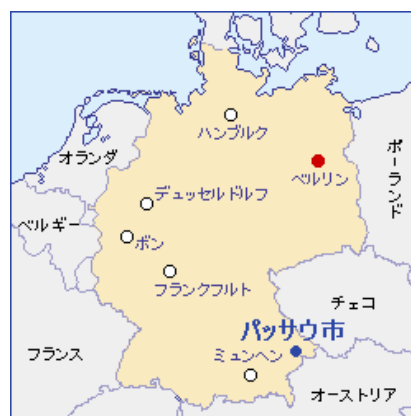 ハンブルク
オランダ
ベルリン
ポーランド
デュッセルドルフ
ベルギー
ボン
フランクフルト
チェコ
パッサウ市
フランス
ミュンヘン
オーストリア